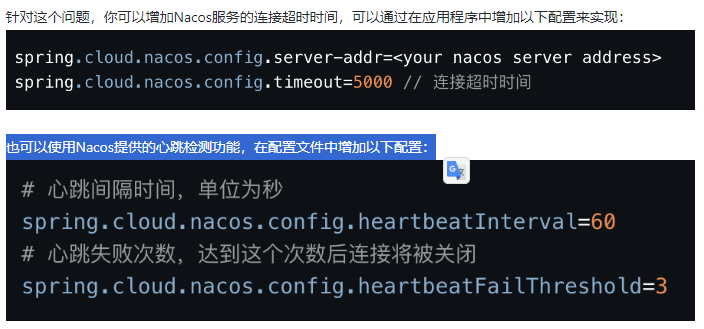 针对这个问题，你可以增加Nacos服务的连接超时时间，可以通过在应用程序中增加以下配置来实现：
spring.cloud.nacos.config.server-addr=<your nacos server address>
spring.cloud.nacos.config.timeout=5000 // 连接超时时间
也可以使用Nacos提供的心跳检测功能，在配置文件中增加以下配置：
# 心跳间隔时间，单位为秒
spring.cloud.nacos.config.heartbeatInterval=60
# 心跳失败次数，达到这个次数后连接将被关闭
spring.cloud.nacos.config.heartbeatFailThreshold=3